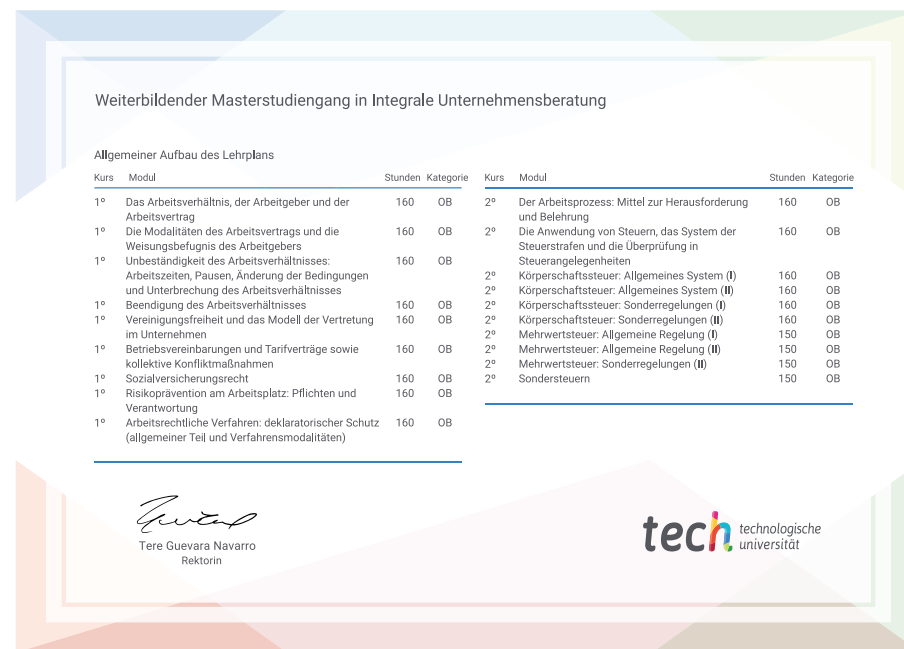 Weiterbildender Masterstudiengang in Integrale Unternehmensberatung
Allgemeiner Aufbau des Lehrplans
Kurs Modul Stunden Kategorie
1º Das Arbeitsverhältnis, der Arbeitgeber und der 160 OB
Arbeitsvertrag
1º Die Modalitäten des Arbeitsvertrags und die 160 OB
Weisungsbefugnis des Arbeitgebers
1º Unbeständigkeit des Arbeitsverhältnisses: 160 OB
Arbeitszeiten, Pausen, Änderung der Bedingungen
und Unterbrechung des Arbeitsverhältnisses
1º Beendigung des Arbeitsverhältnisses 160 OB
1º Vereinigungsfreiheit und das Modell der Vertretung 160 OB
im Unternehmen
1º Betriebsvereinbarungen und Tarifverträge sowie 160 OB
kollektive Konfliktmaßnahmen
1º Sozialversicherungsrecht 160 OB
1º Risikoprävention am Arbeitsplatz: Pflichten und 160 OB
Verantwortung
1º Arbeitsrechtliche Verfahren: deklaratorischer Schutz 160 OB
(allgemeiner Teil und Verfahrensmodalitäten)
Kurs Modul Stunden Kategorie
2º Der Arbeitsprozess: Mittel zur Herausforderung 160 OB
und Belehrung
2º Die Anwendung von Steuern, das System der 160 OB
Steuerstrafen und die Überprüfung in
Steuerangelegenheiten
2º Körperschaftssteuer: Allgemeines System (I) 160 OB
2º Körperschaftsteuer: Allgemeines System (II) 160 OB
2º Körperschaftssteuer: Sonderregelungen (I) 160 OB
2º Körperschaftsteuer: Sonderregelungen (II) 160 OB
2º Mehrwertsteuer: Allgemeine Regelung (I) 150 OB
2º Mehrwertsteuer: Allgemeine Regelung (II) 150 OB
2º Mehrwertsteuer: Sonderregelungen (II) 150 OB
2º Sondersteuern 150 OB
Tere Guevara Navarro
Rektorin
tech technologische
universität